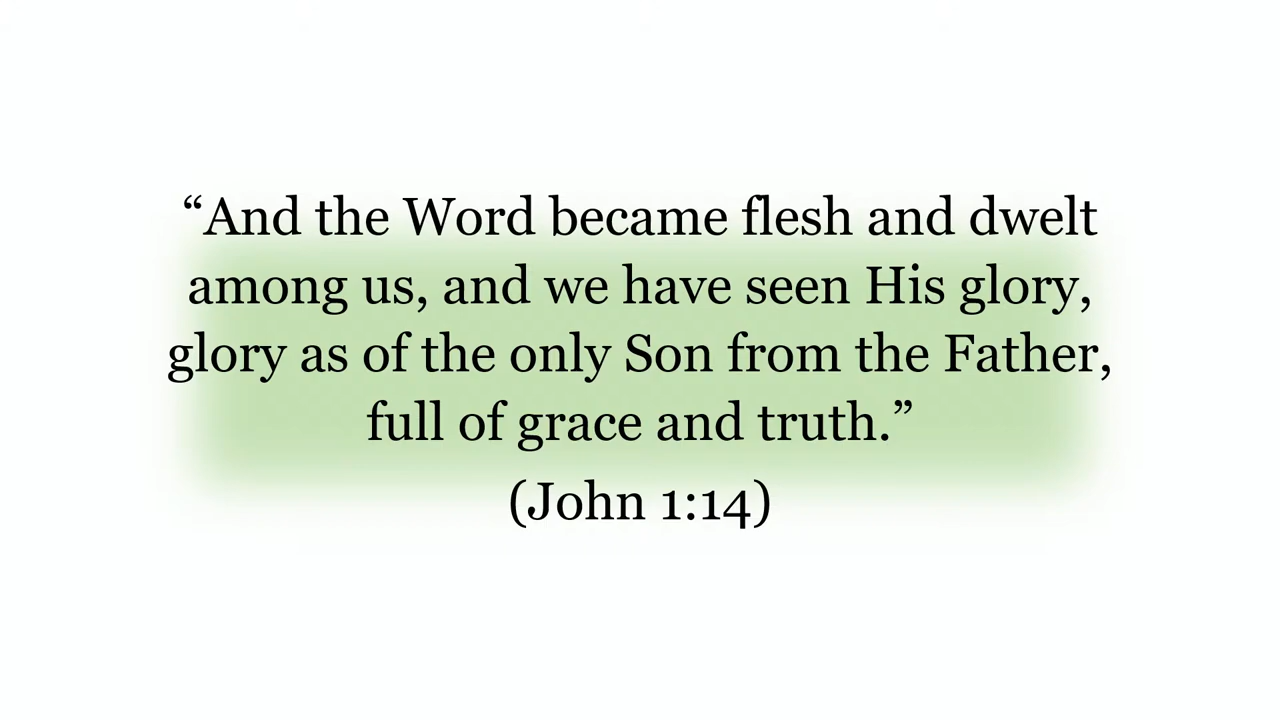 “And the Word became flesh and dwelt
among us, and we have seen His glory,
glory as of the only Son from the Father,
full of grace and truth.”
(John 1:14)